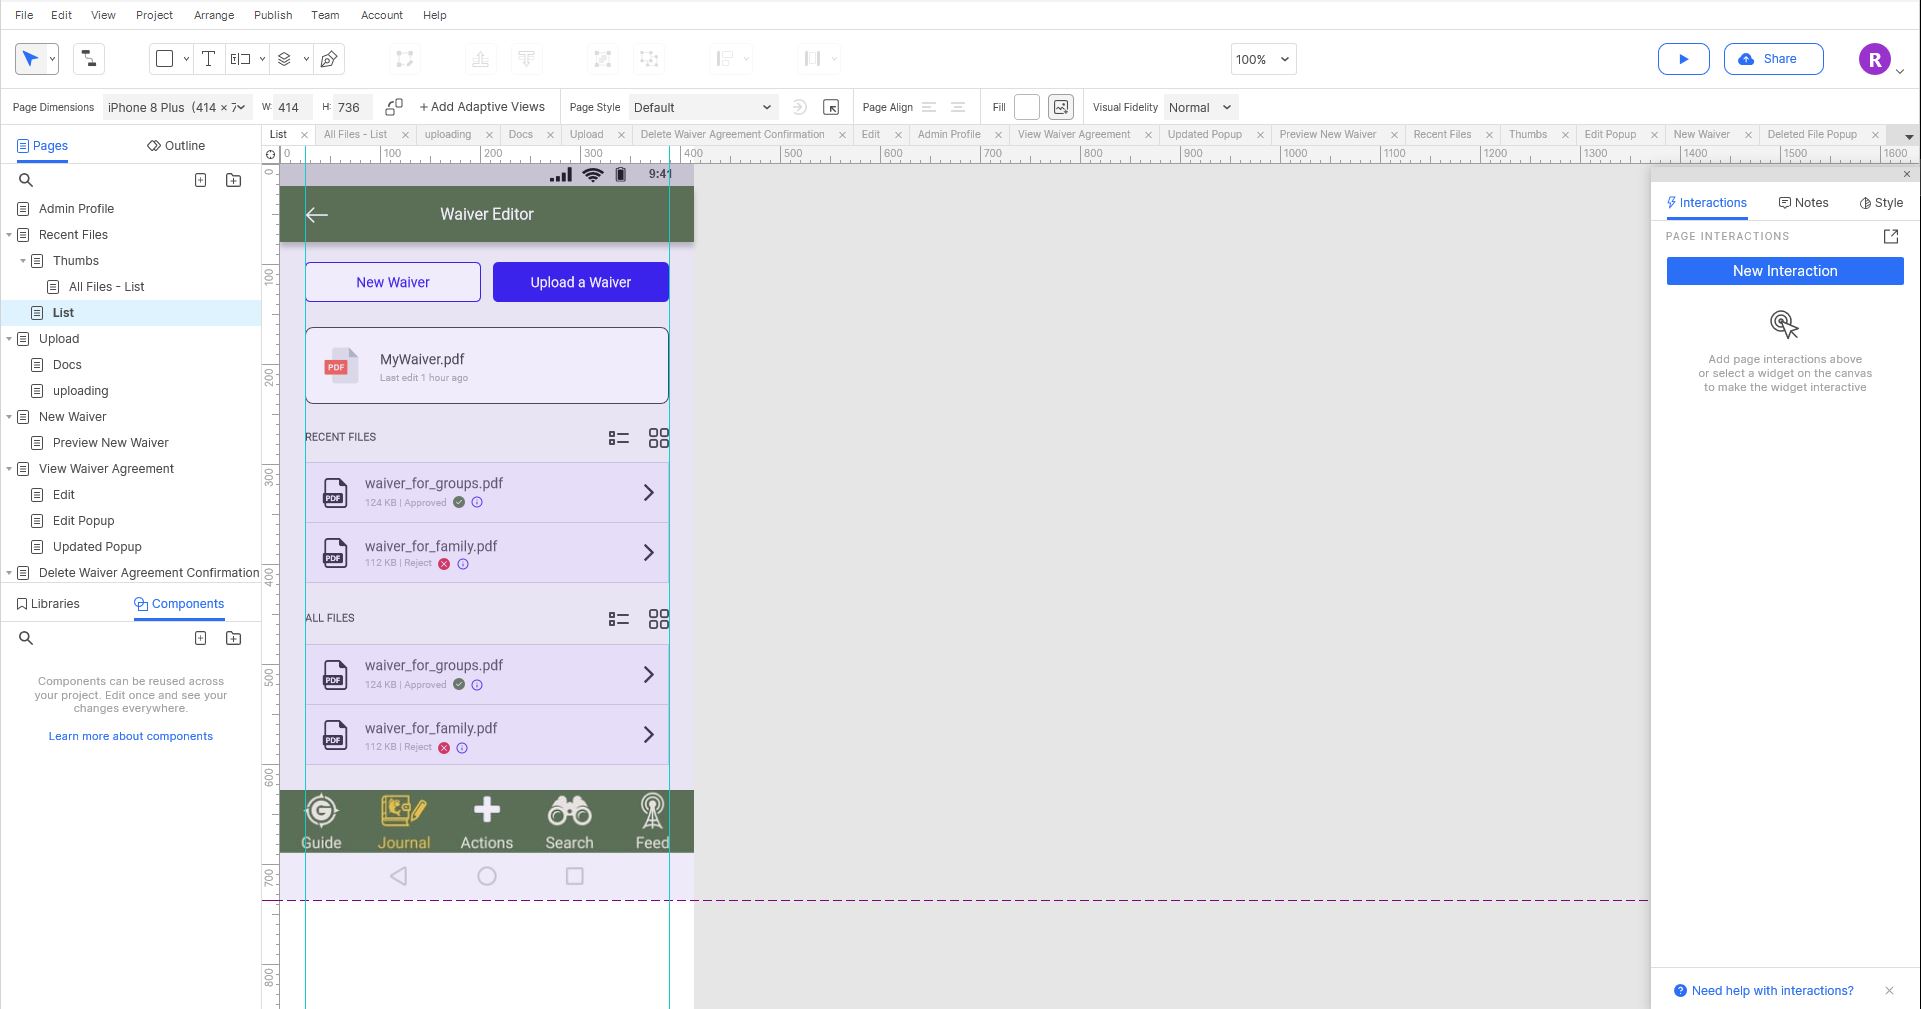 File Edit View Project Arrange Publish Team Account Help
100% Share R
Page Dimensions iPhone 8 Plus (414 × 7 W: 414 H: 736 + Add Adaptive Views Page Style Default Page Align Fill Visual Fidelity Normal
Pages Outline
List All Files - List uploading Docs Upload Delete Waiver Agreement Confirmation Edit Admin Profile View Waiver Agreement Updated Popup Preview New Waiver Recent Files Thumbs Edit Popup New Waiver Deleted File Popup
0 100 200 300 400 500 600 700 800 900 1000 1100 1200 1300 1400 1500 1600
0 100 200 300 400 500 600 700 800
Admin Profile
Recent Files
Thumbs
All Files - List
List
Upload
Docs
uploading
New Waiver
Preview New Waiver
View Waiver Agreement
Edit
Edit Popup
Updated Popup
Delete Waiver Agreement Confirmation
Libraries Components
Components can be reused across
your project. Edit once and see your
changes everywhere.
Learn more about components
9:41
Waiver Editor
New Waiver Upload a Waiver
PDF
MyWaiver.pdf
Last edit 1 hour ago
RECENT FILES
PDF
waiver_for_groups.pdf
124 KB | Approved
PDF
waiver_for_family.pdf
112 KB | Reject
ALL FILES
PDF
waiver_for_groups.pdf
124 KB | Approved
PDF
waiver_for_family.pdf
112 KB | Reject
G
Guide Journal Actions Search Feed
Interactions Notes Style
PAGE INTERACTIONS
New Interaction
Add page interactions above
or select a widget on the canvas
to make the widget interactive
? Need help with interactions?